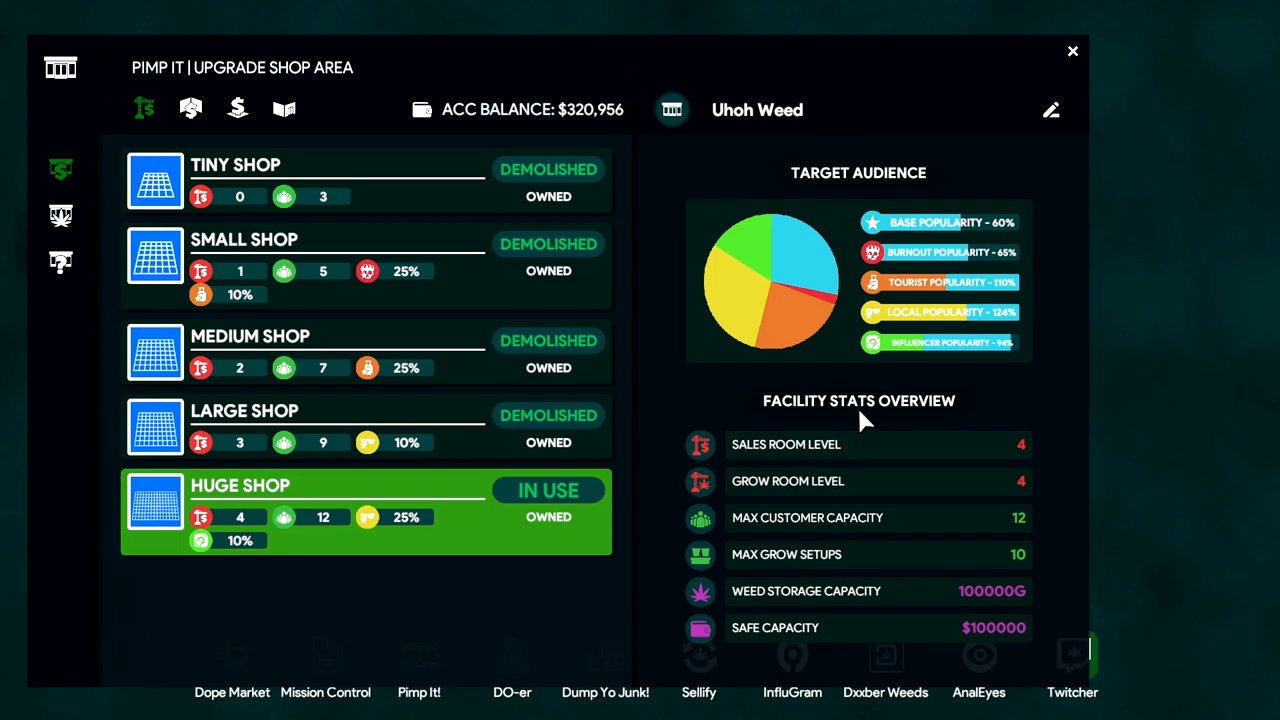 PIMP IT | UPGRADE SHOP AREA
ACC BALANCE: $320,956
TINY SHOP
DEMOLISHED
0 3
OWNED
SMALL SHOP
DEMOLISHED
1 5 25%
OWNED
10%
MEDIUM SHOP
DEMOLISHED
2 7 25%
OWNED
LARGE SHOP
DEMOLISHED
3 9 10%
OWNED
HUGE SHOP
IN USE
4 12 25%
OWNED
10%
Uhoh Weed
TARGET AUDIENCE
BASE POPULARITY - 60%
BURNOUT POPULARITY - 65%
TOURIST POPULARITY - 110%
LOCAL POPULARITY - 124%
INFLUENCER POPULARITY - 94%
FACILITY STATS OVERVIEW
SALES ROOM LEVEL 4
GROW ROOM LEVEL 4
MAX CUSTOMER CAPACITY 12
MAX GROW SETUPS 10
WEED STORAGE CAPACITY 100000G
SAFE CAPACITY $100000
Dope Market Mission Control Pimp It! DO-er Dump Yo Junk! Sellify InfluGram Dxxber Weeds AnalEyes Twitcher